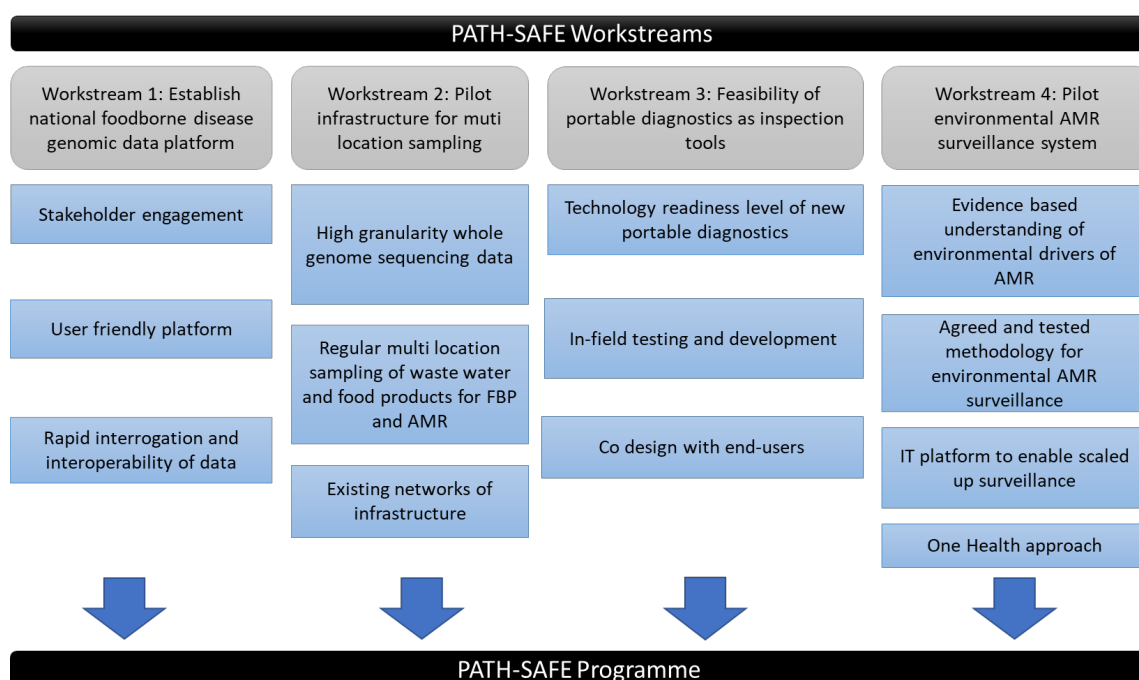 PATH-SAFE Workstreams
Workstream 1: Establish
national foodborne disease
genomic data platform
Stakeholder engagement
User friendly platform
Rapid interrogation and
interoperability of data
Workstream 2: Pilot
infrastructure for muti
location sampling
High granularity whole
genome sequencing data
Regular multi location
sampling of waste water
and food products for FBP
and AMR
Existing networks of
infrastructure
Workstream 3: Feasibility of
portable diagnostics as inspection
tools
Technology readiness level of new
portable diagnostics
In-field testing and development
Co design with end-users
Workstream 4: Pilot
environmental AMR
surveillance system
Evidence based
understanding of
environmental drivers of
AMR
Agreed and tested
methodology for
environmental AMR
surveillance
IT platform to enable scaled
up surveillance
One Health approach
PATH-SAFE Programme